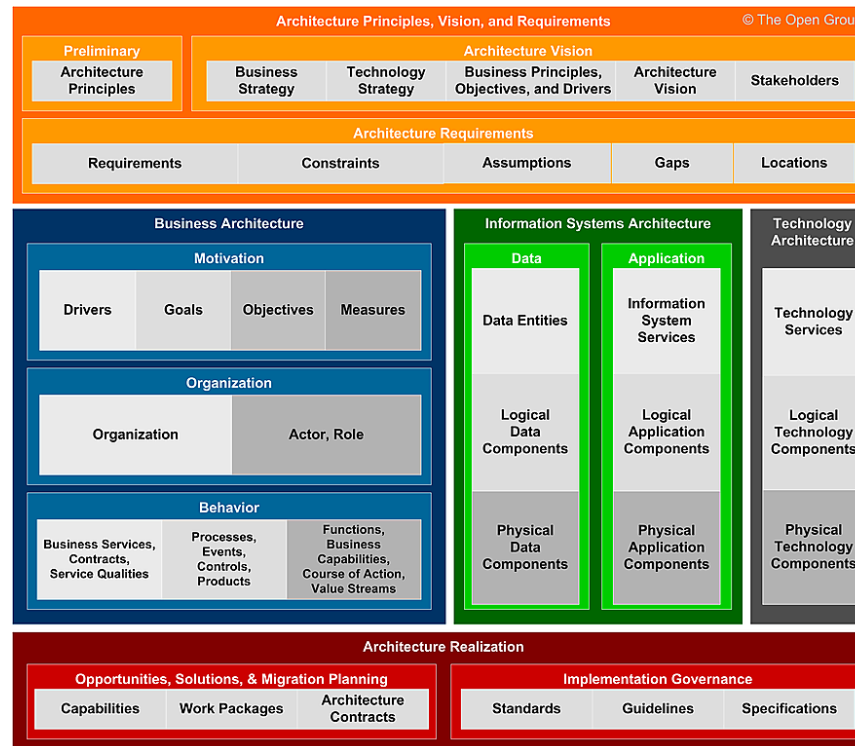 Architecture Principles, Vision, and Requirements
© The Open Grou
Preliminary
Architecture
Principles
Architecture Vision
Business
Strategy
Technology
Strategy
Business Principles,
Objectives, and Drivers
Architecture
Vision
Stakeholders
Architecture Requirements
Requirements
Constraints
Assumptions
Gaps
Locations
Business Architecture
Motivation
Drivers
Goals
Objectives
Measures
Organization
Organization
Actor, Role
Behavior
Business Services,
Contracts,
Service Qualities
Processes,
Events,
Controls,
Products
Functions,
Business
Capabilities,
Course of Action,
Value Streams
Information Systems Architecture
Data
Data Entities
Logical
Data
Components
Physical
Data
Components
Application
Information
System
Services
Logical
Application
Components
Physical
Application
Components
Technology
Architecture
Technology
Services
Logical
Technology
Components
Physical
Technology
Components
Architecture Realization
Opportunities, Solutions, & Migration Planning
Capabilities
Work Packages
Architecture
Contracts
Implementation Governance
Standards
Guidelines
Specifications